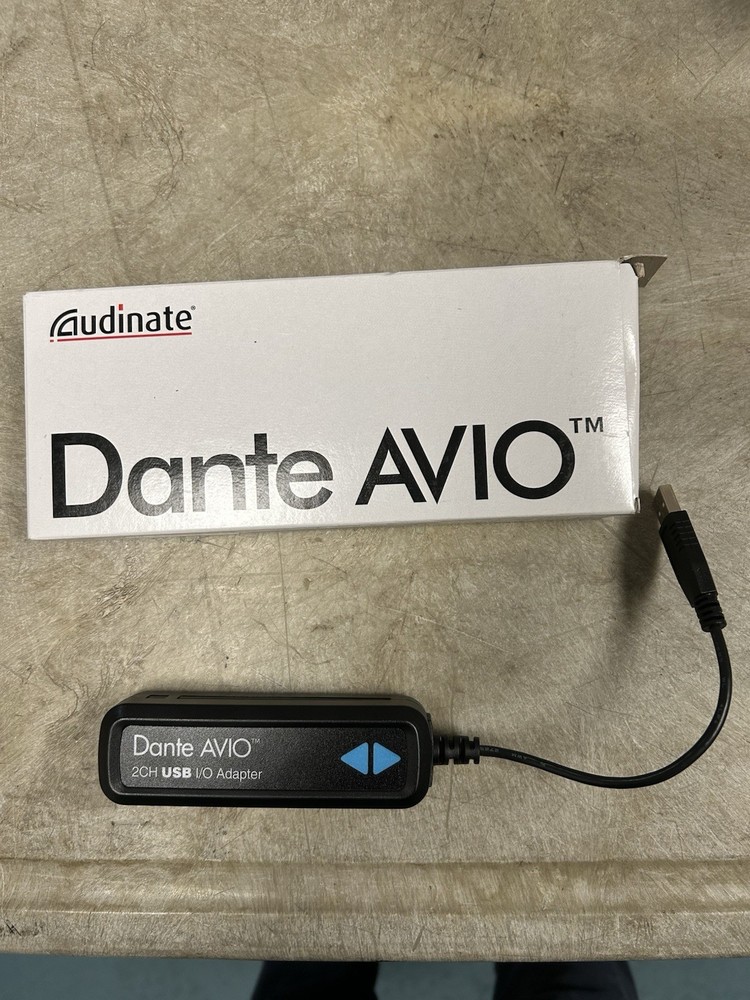 audinate®
Dante AVIO™
Dante AVIO™
2CH USB I/O Adapter